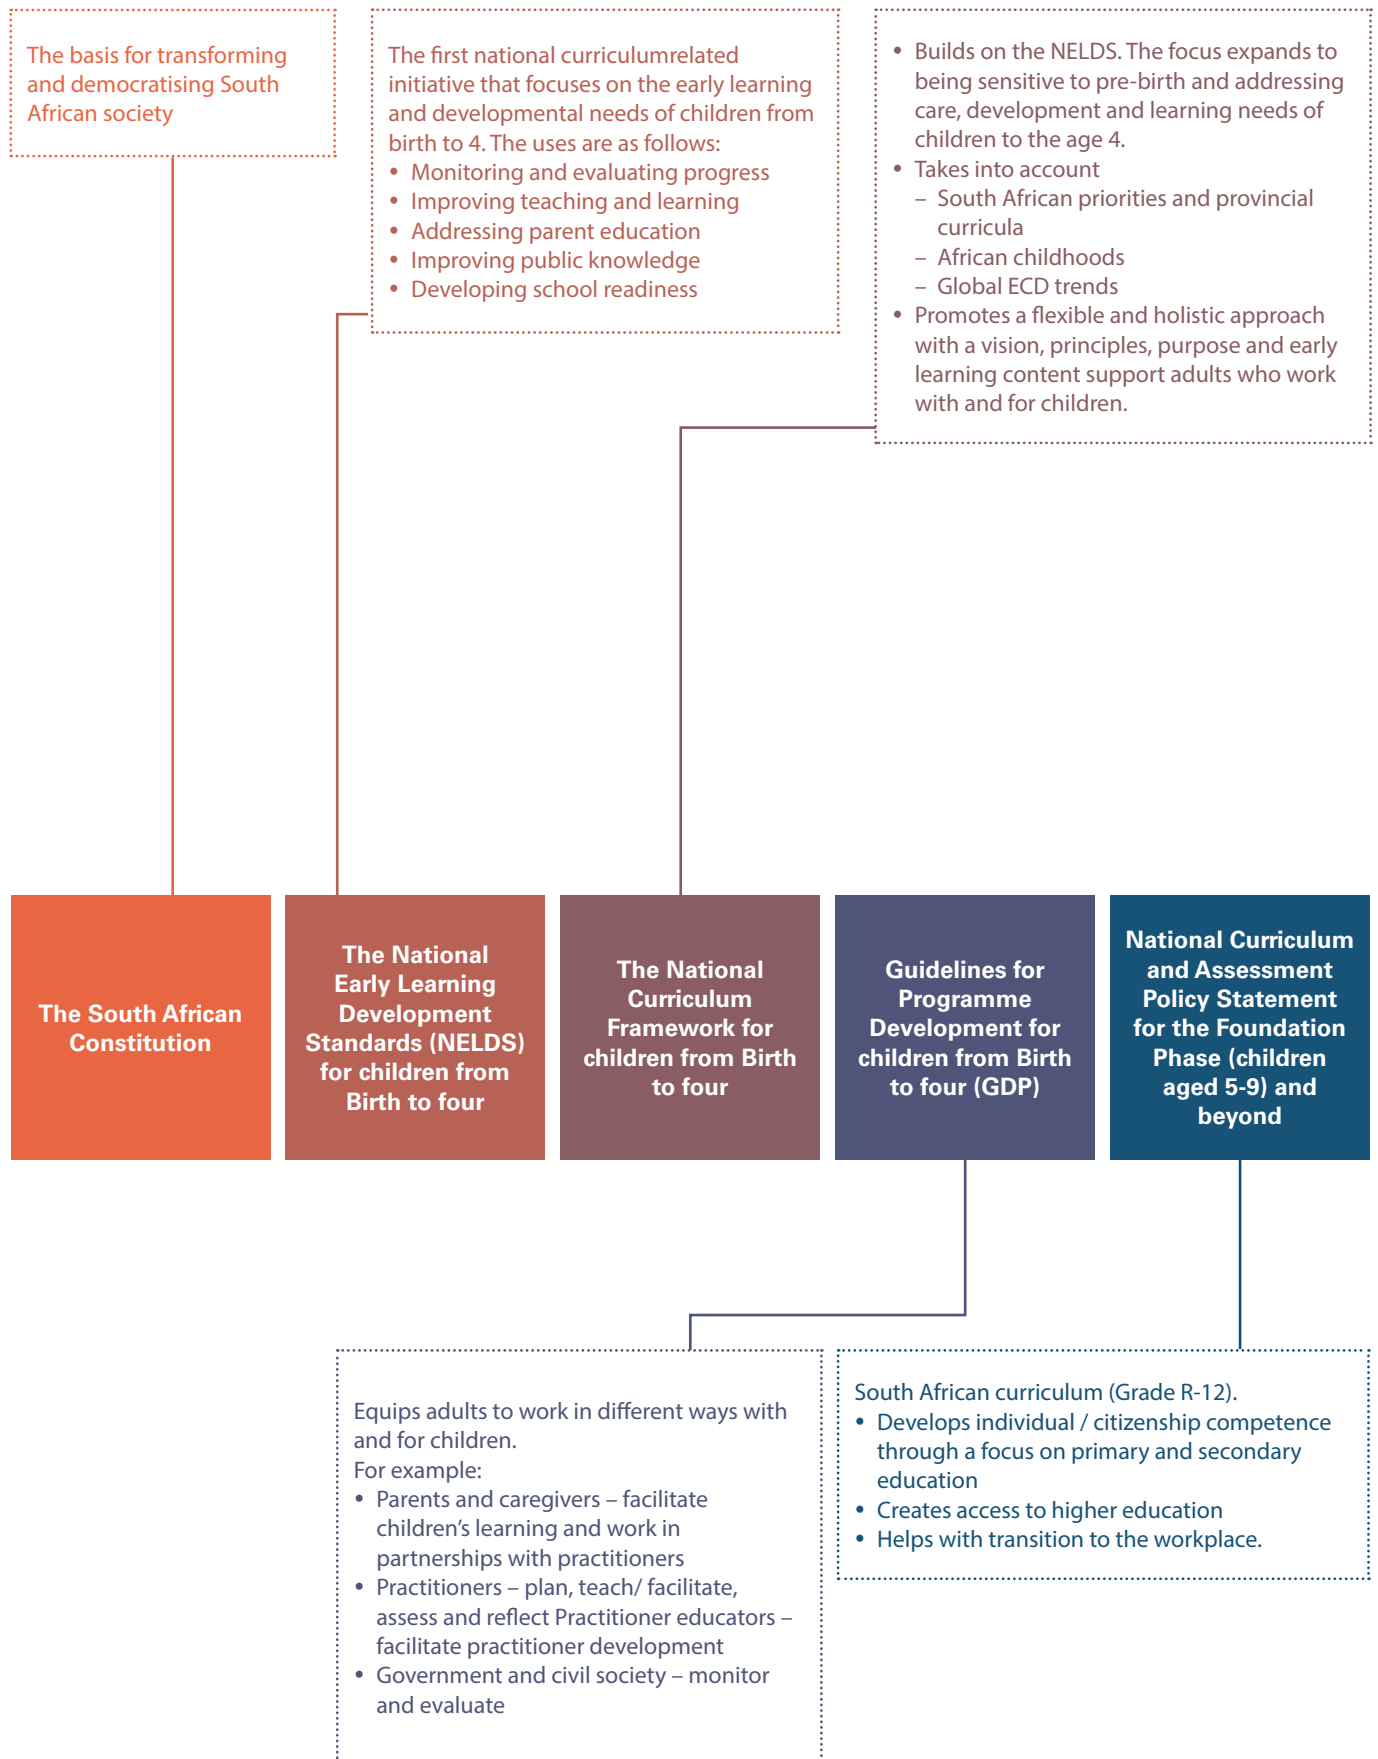 The basis for transforming
and democratising South
African society
The first national curriculumrelated
initiative that focuses on the early learning
and developmental needs of children from
birth to 4. The uses are as follows:
• Monitoring and evaluating progress
• Improving teaching and learning
• Addressing parent education
• Improving public knowledge
• Developing school readiness
• Builds on the NELDS. The focus expands to
being sensitive to pre-birth and addressing
care, development and learning needs of
children to the age 4.
• Takes into account
– South African priorities and provincial
curricula
– African childhoods
– Global ECD trends
• Promotes a flexible and holistic approach
with a vision, principles, purpose and early
learning content support adults who work
with and for children.
The South African
Constitution
The National
Early Learning
Development
Standards (NELDS)
for children from
Birth to four
The National
Curriculum
Framework for
children from Birth
to four
Guidelines for
Programme
Development for
children from Birth
to four (GDP)
National Curriculum
and Assessment
Policy Statement
for the Foundation
Phase (children
aged 5-9) and
beyond
Equips adults to work in different ways with
and for children.
For example:
• Parents and caregivers – facilitate
children’s learning and work in
partnerships with practitioners
• Practitioners – plan, teach/ facilitate,
assess and reflect Practitioner educators –
facilitate practitioner development
• Government and civil society – monitor
and evaluate
South African curriculum (Grade R-12).
• Develops individual / citizenship competence
through a focus on primary and secondary
education
• Creates access to higher education
• Helps with transition to the workplace.